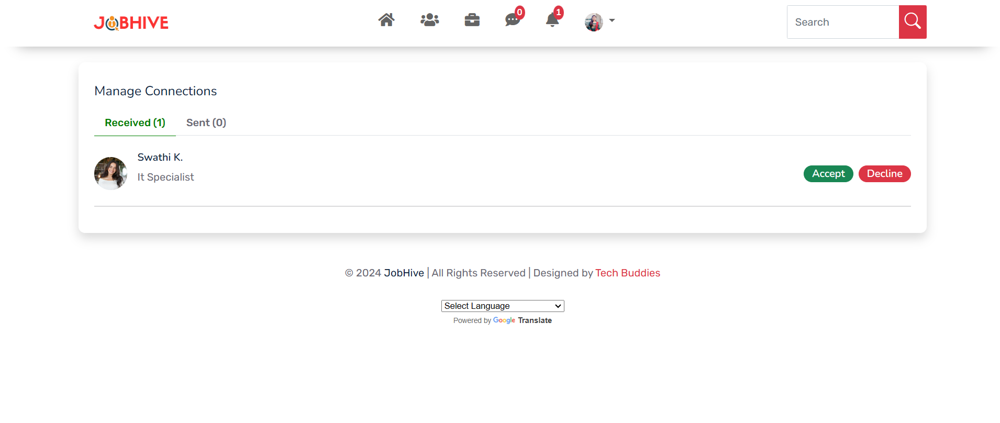 JOBHIVE
0
1
Search
Manage Connections
Received (1)
Sent (0)
Swathi K.
It Specialist
Accept
Decline
© 2024 JobHive | All Rights Reserved | Designed by Tech Buddies
Select Language
Powered by Google Translate